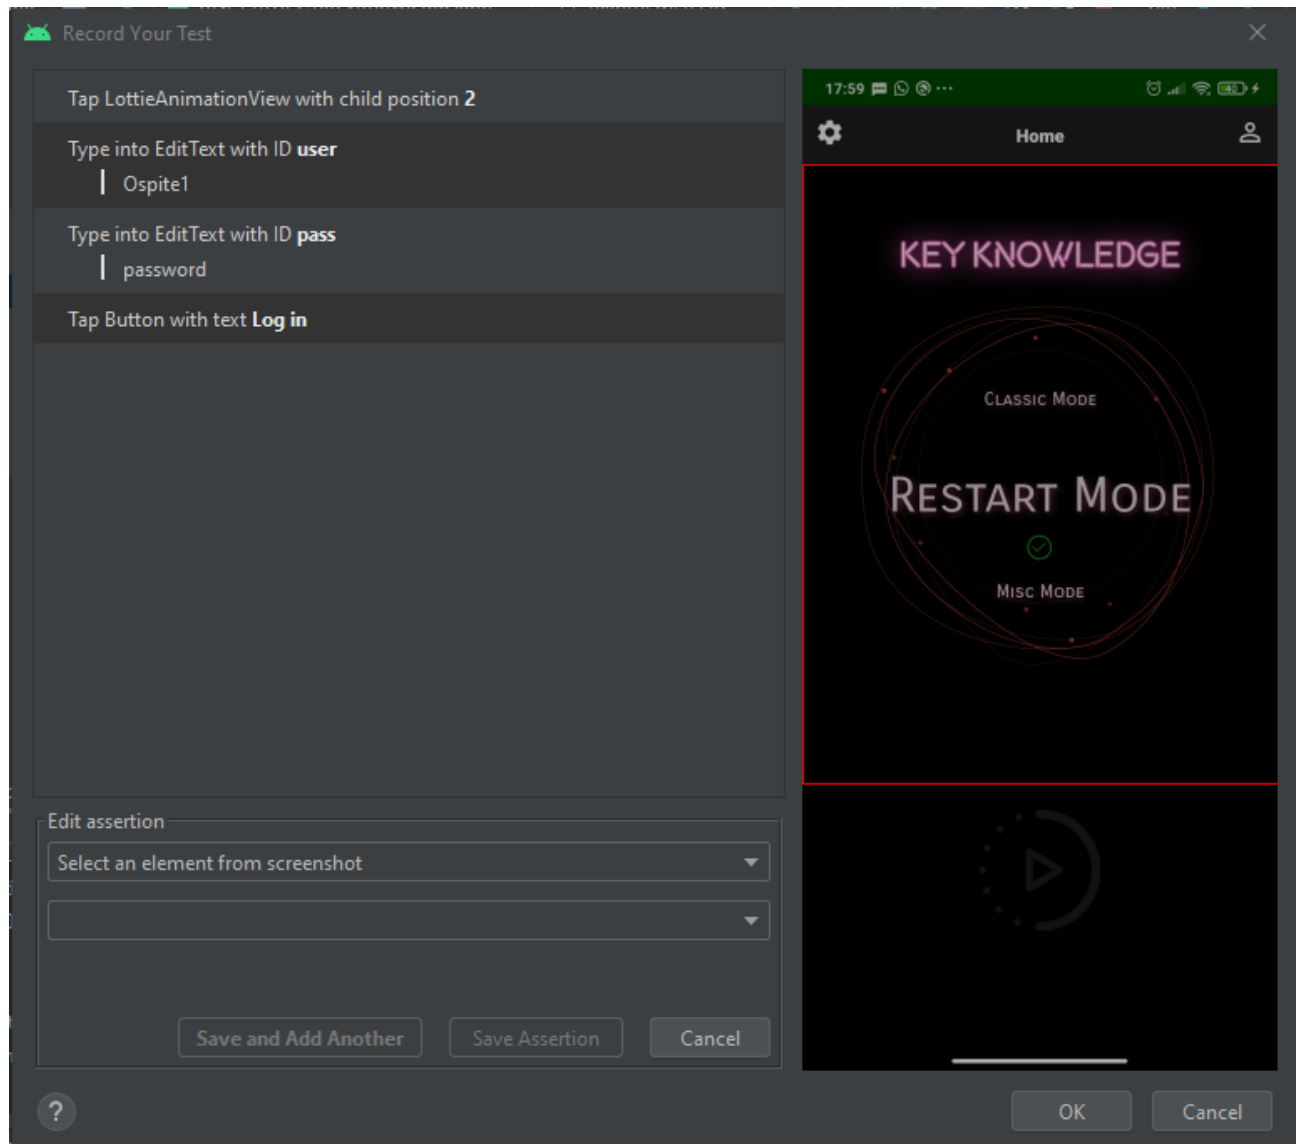 Record Your Test
Tap LottieAnimationView with child position 2
Type into EditText with ID user
Ospite1
Type into EditText with ID pass
password
Tap Button with text Log in
Edit assertion
Select an element from screenshot
Save and Add Another
Save Assertion
Cancel
17:59
40
Home
KEY KNOWLEDGE
CLASSIC MODE
RESTART MODE
MISC MODE
?
OK
Cancel